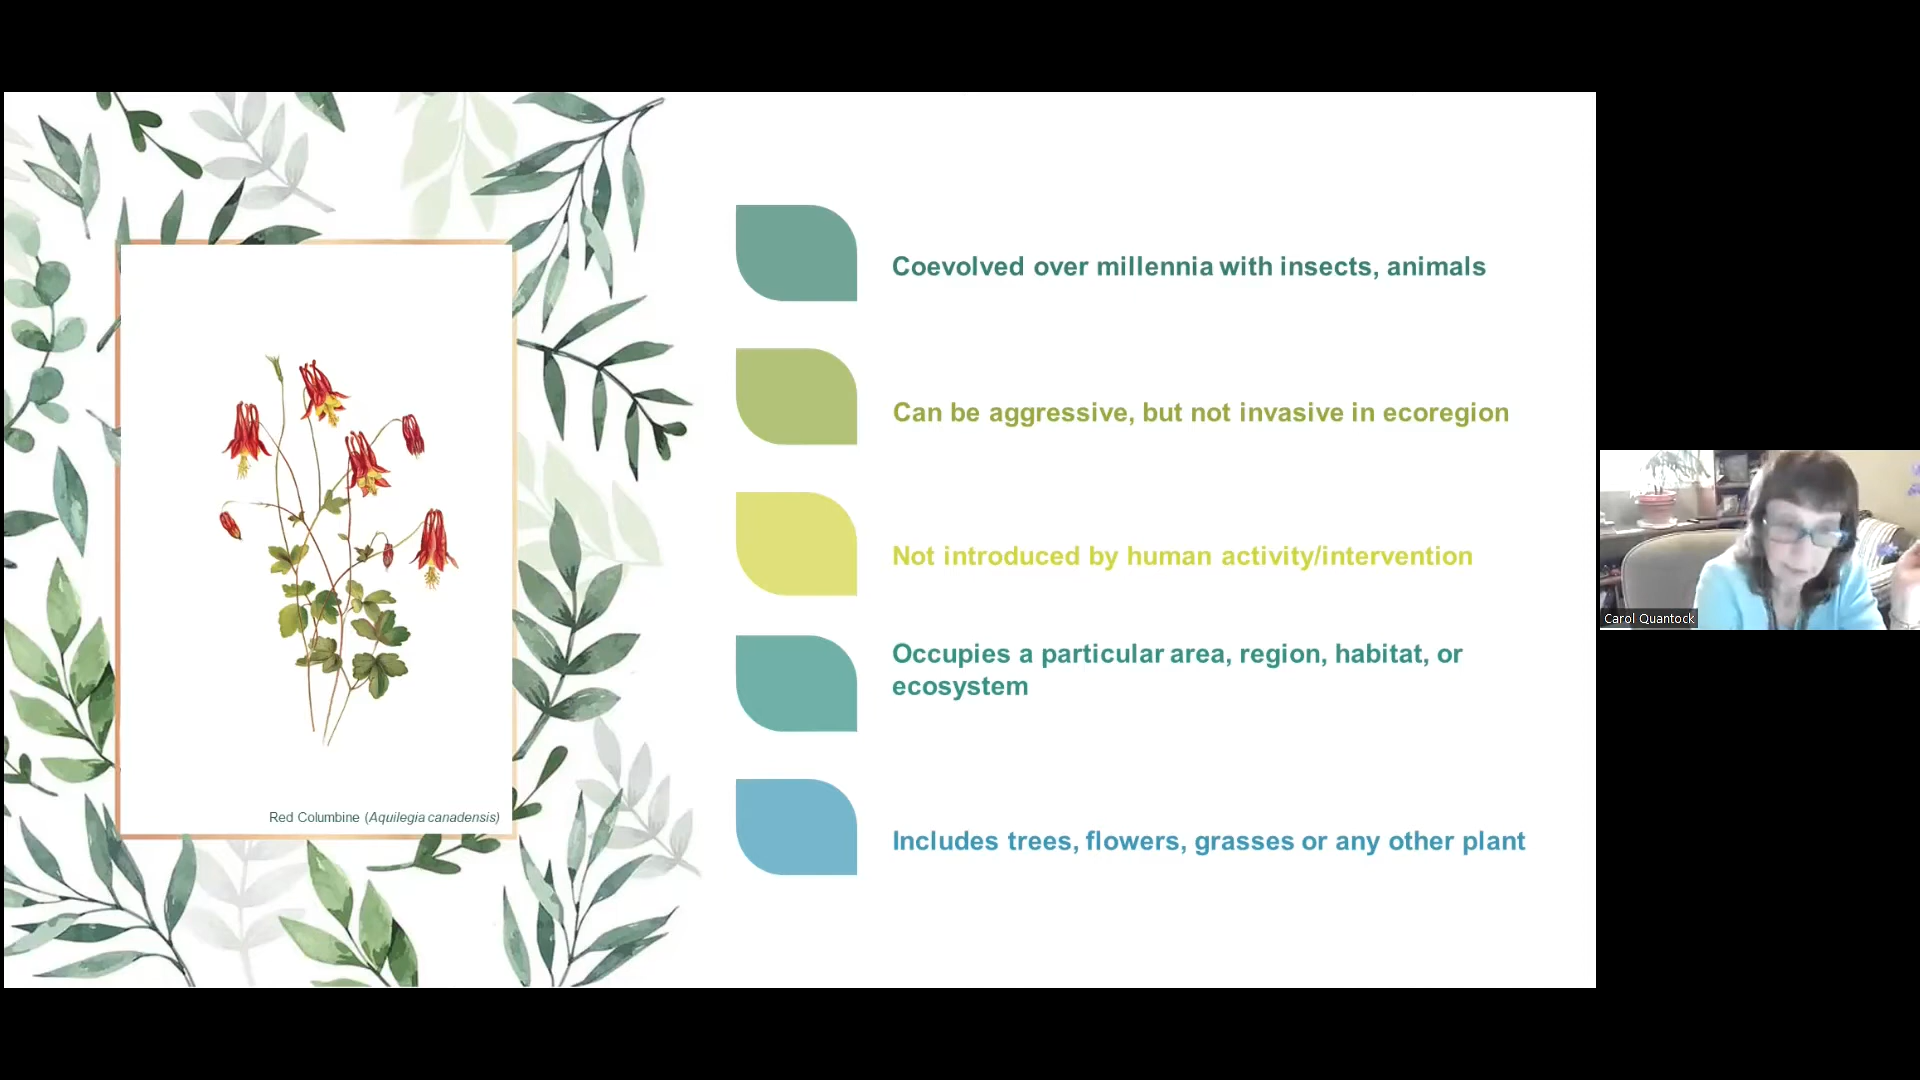 Coevolved over millennia with insects, animals
Can be aggressive, but not invasive in ecoregion
Not introduced by human activity/intervention
Occupies a particular area, region, habitat, or
ecosystem
Includes trees, flowers, grasses or any other plant
Red Columbine (Aquilegia canadensis)
Carol Quantock